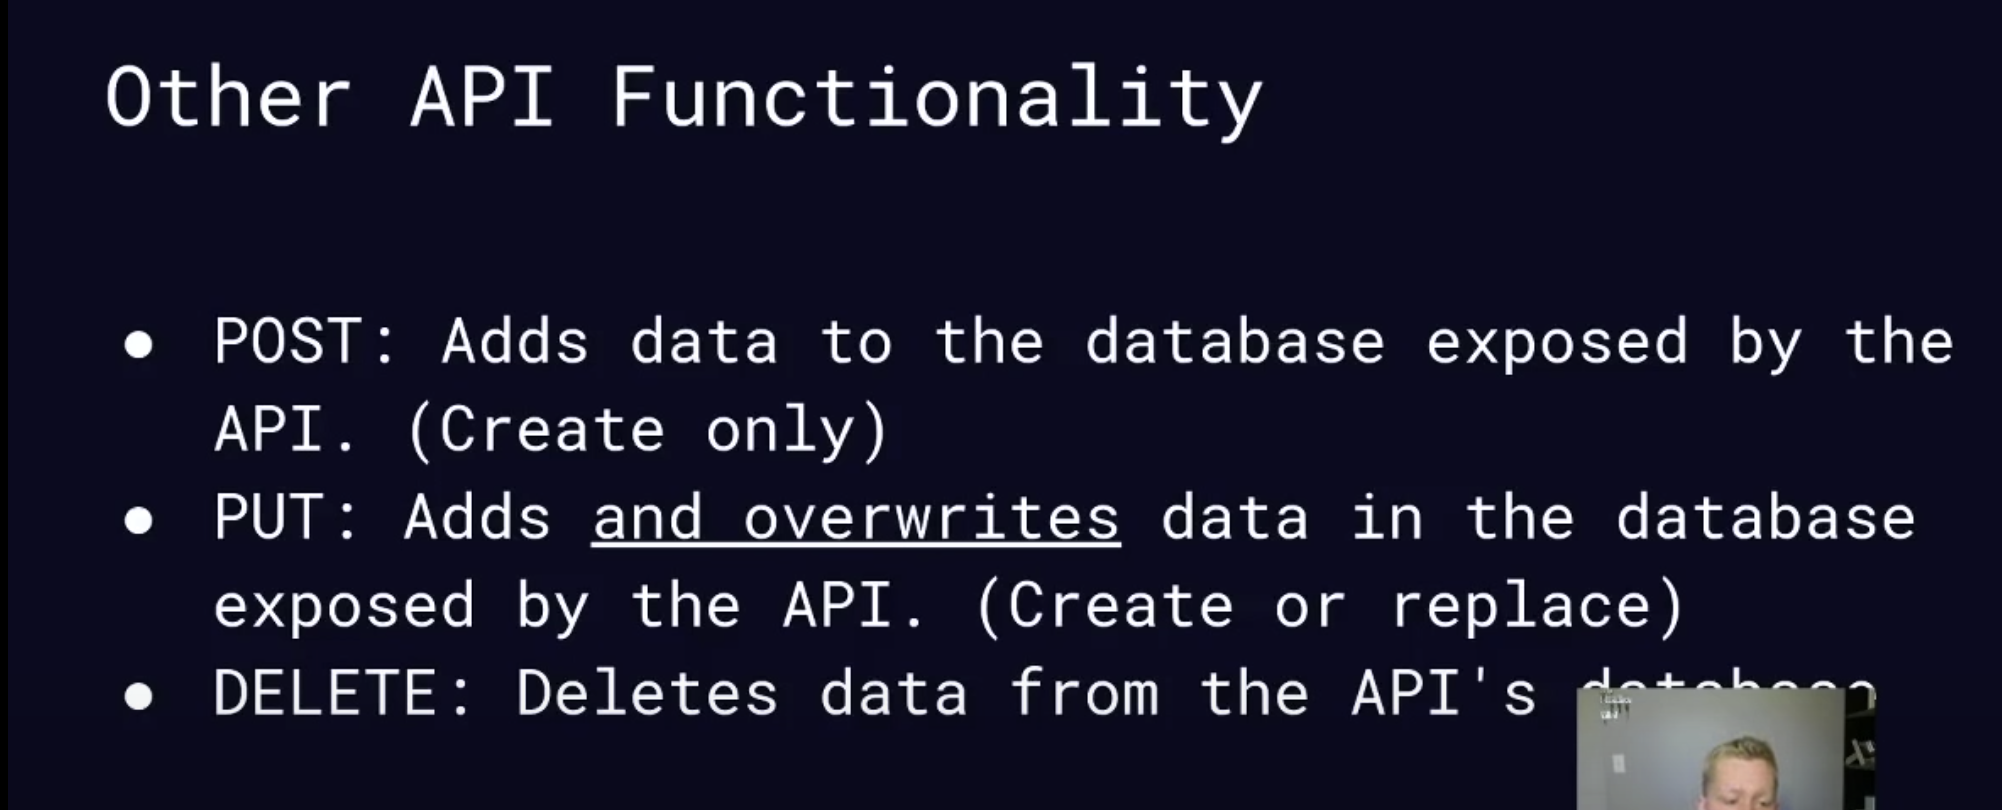 Other API Functionality
● POST: Adds data to the database exposed by the
API. (Create only)
● PUT: Adds and overwrites data in the database
exposed by the API. (Create or replace)
● DELETE: Deletes data from the API's database